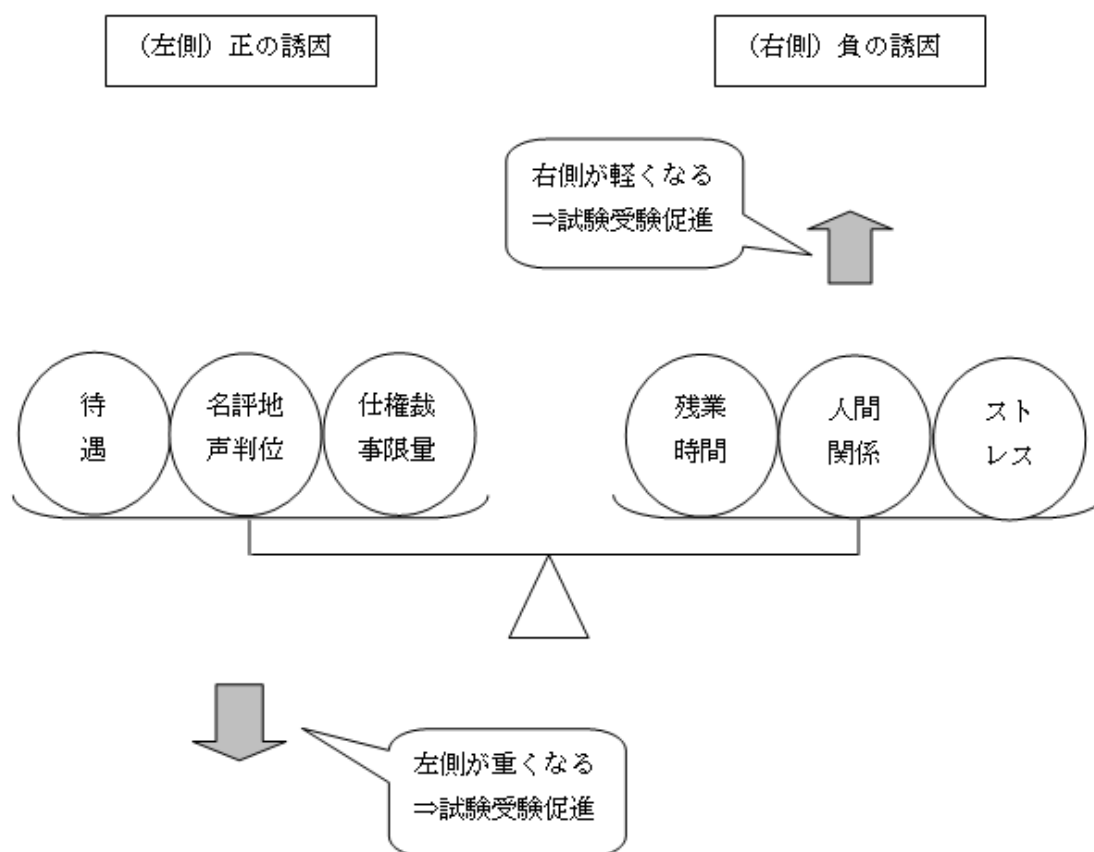 (左側)正の誘因
(右側)負の誘因
右側が軽くなる
⇒試験受験促進
待
遇
名評地
声判位
仕権裁
事限量
残業
時間
人間
関係
スト
レス
左側が重くなる
⇒試験受験促進